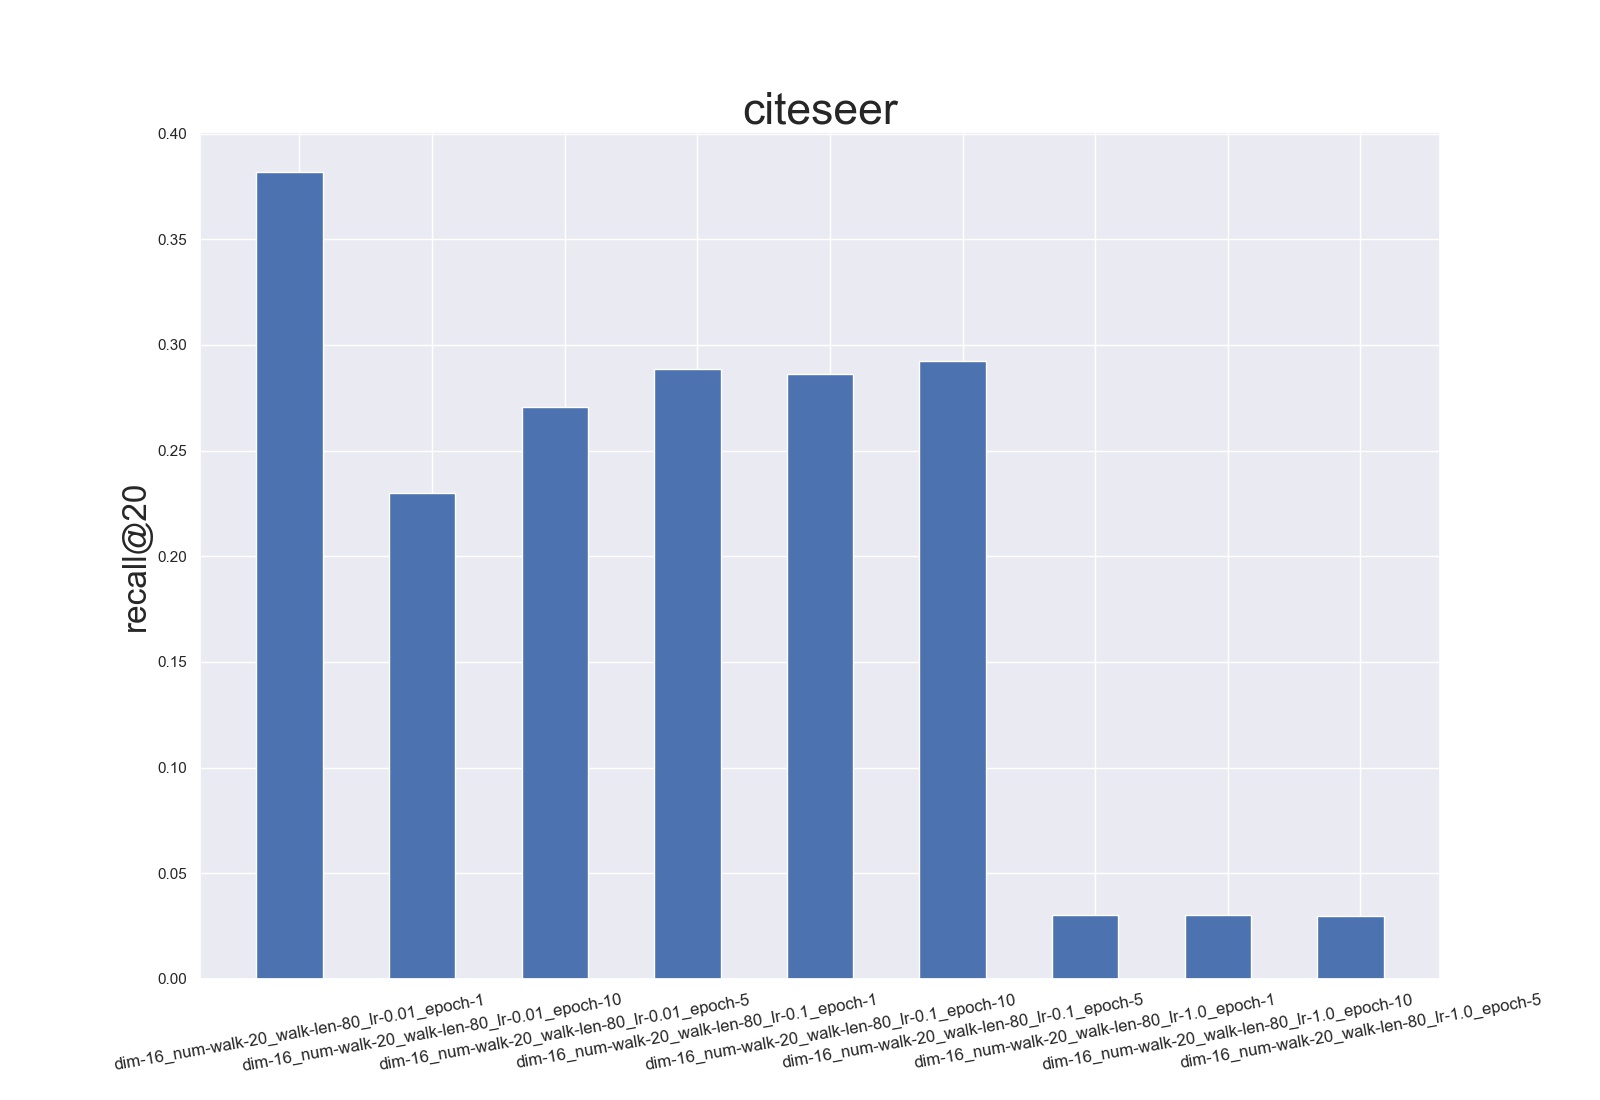 citeseer
recall@20
0.40
0.35
0.30
0.25
0.20
0.15
0.10
0.05
0.00
dim-16_num-walk-20_walk-len-80_lr-0.01_epoch-1
dim-16_num-walk-20_walk-len-80_lr-0.01_epoch-10
dim-16_num-walk-20_walk-len-80_lr-0.01_epoch-5
dim-16_num-walk-20_walk-len-80_lr-0.1_epoch-1
dim-16_num-walk-20_walk-len-80_lr-0.1_epoch-10
dim-16_num-walk-20_walk-len-80_lr-0.1_epoch-5
dim-16_num-walk-20_walk-len-80_lr-1.0_epoch-1
dim-16_num-walk-20_walk-len-80_lr-1.0_epoch-10
dim-16_num-walk-20_walk-len-80_lr-1.0_epoch-5